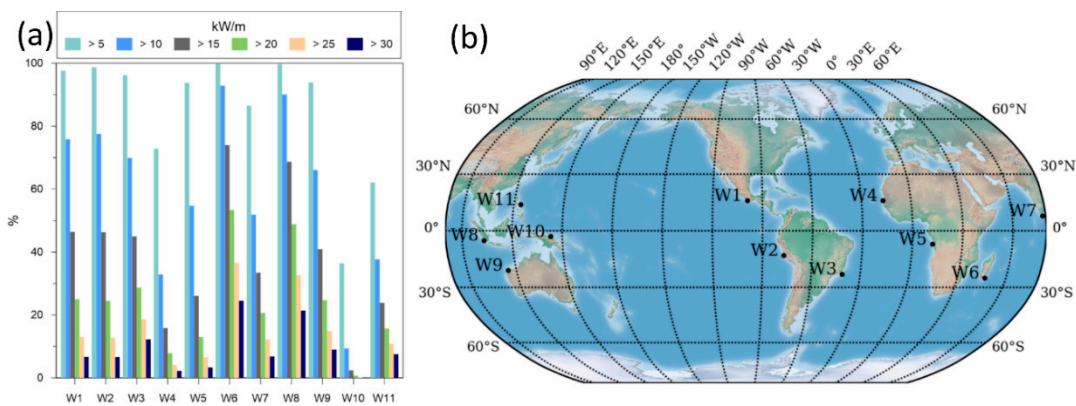 (a)
kW/m
> 5 > 10 > 15 > 20 > 25 > 30
100
80
60
40
20
0
%
W1 W2 W3 W4 W5 W6 W7 W8 W9 W10 W11
(b)
90°E 120°E 150°E 180° 150°W 120°W 90°W 60°W 30°W 0° 30°E 60°E
60°N 60°N
30°N 30°N
W11 W1 W4 W7
0° W8 W10 W5 0°
W9 W2 W3 W6
30°S 30°S
60°S 60°S